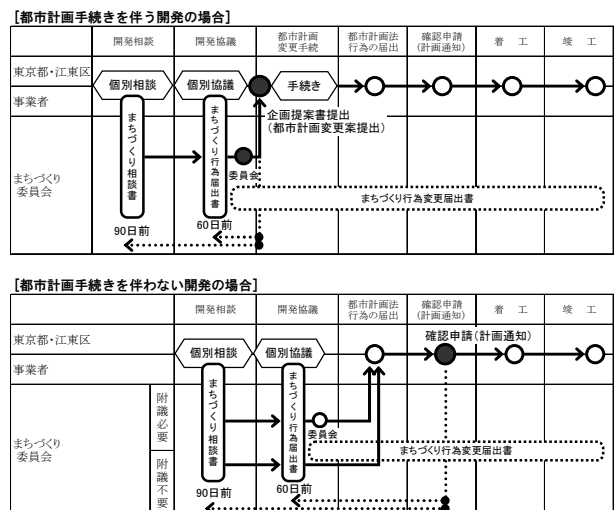 [都市計画手続きを伴う開発の場合]
開発相談
開発協議
都市計画
変更手続
都市計画法
行為の届出
確認申請
(計画通知)
着 工
竣 工
東京都・江東区
事業者
個別相談
個別協議
手続き
企画提案書提出
(都市計画変更案提出)
まちづくり
委員会
まちづくり相談書
まちづくり行為届出書
委員会
まちづくり行為変更届出書
90日前
60日前
[都市計画手続きを伴わない開発の場合]
開発相談
開発協議
都市計画法
行為の届出
確認申請
(計画通知)
着 工
竣 工
東京都・江東区
事業者
個別相談
個別協議
確認申請(計画通知)
まちづくり
委員会
附議必要
附議不要
まちづくり相談書
まちづくり行為届出書
委員会
まちづくり行為変更届出書
90日前
60日前